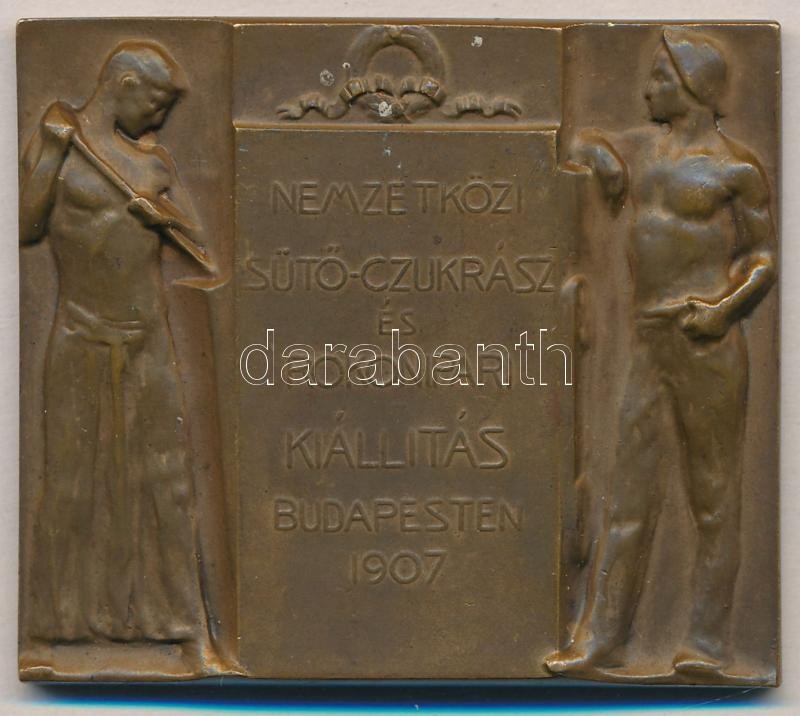 NEMZETKÖZI
SÜTŐ-CZUKRÁSZ
ÉS
darabanth
KIÁLLITÁS
BUDAPESTEN
1907